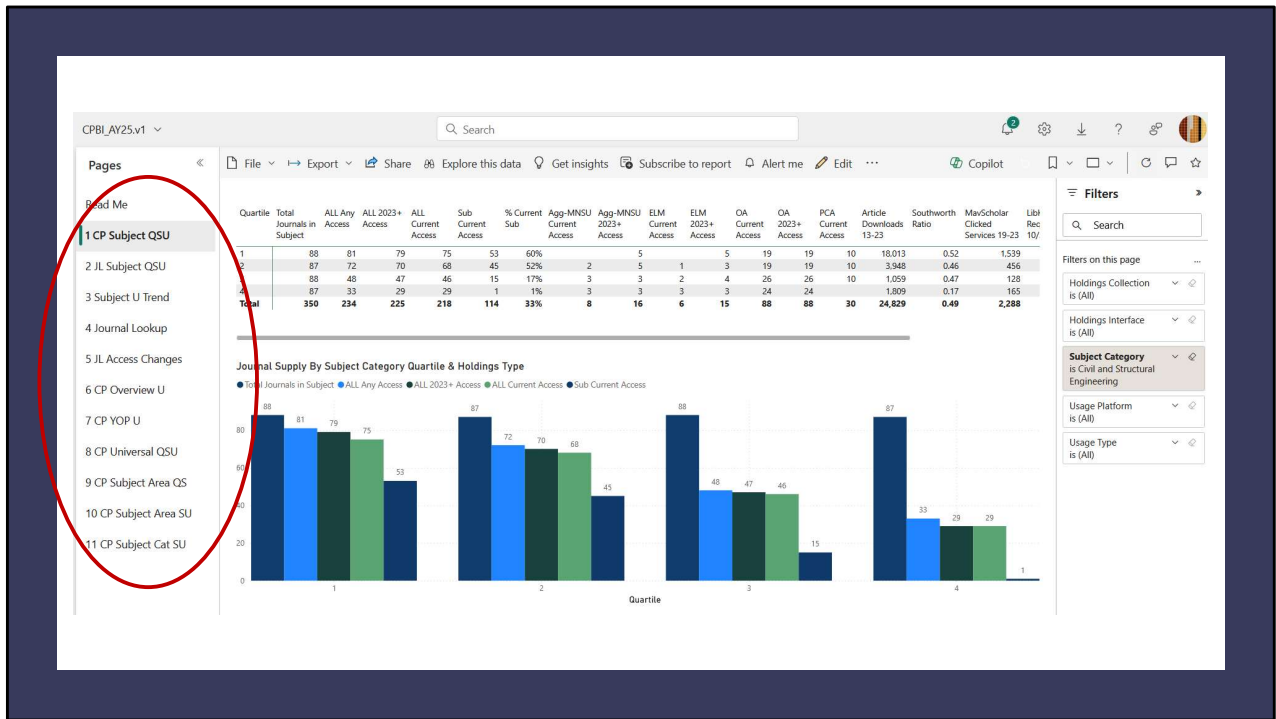 CPBI_AY25.v1
Search
2
Pages
File
Export
Share
Explore this data
Get insights
Subscribe to report
Alert me
Edit
...
Copilot
Read Me
1 CP Subject QSU
2 JL Subject QSU
3 Subject U Trend
4 Journal Lookup
5 JL Access Changes
6 CP Overview U
7 CP YOP U
8 CP Universal QSU
9 CP Subject Area QS
10 CP Subject Area SU
11 CP Subject Cat SU
Quartile Total ALL Any ALL 2023+ ALL Sub % Current Agg-MNSU Agg-MNSU ELM ELM OA OA PCA Article Southworth MavScholar
Journals in Access Access Current Current Sub Current 2023+ Current 2023+ Current 2023+ Current Downloads Ratio Clicked
Subject Access Access Access Access Access Access Access Access Access 13-23 Services 19-23 10/
1 88 81 79 75 53 60% 5 5 19 19 10 18,013 0.52 1,539
2 87 72 70 68 45 52% 2 5 1 3 19 19 10 3,948 0.46 456
3 88 48 47 46 15 17% 3 3 2 4 26 26 10 1,059 0.47 128
4 87 33 29 29 1 1% 3 3 3 3 24 24 1,809 0.17 165
Total 350 234 225 218 114 33% 8 16 6 15 88 88 30 24,829 0.49 2,288
Journal Supply By Subject Category Quartile & Holdings Type
Total Journals in Subject ALL Any Access ALL 2023+ Access ALL Current Access Sub Current Access
88 81 79 75 53
87 72 70 68 45
88 48 47 46 15
87 33 29 29 1
80
60
40
20
0
1 2 3 4
Quartile
Filters
Search
Filters on this page ...
Holdings Collection
is (All)
Holdings Interface
is (All)
Subject Category
is Civil and Structural
Engineering
Usage Platform
is (All)
Usage Type
is (All)